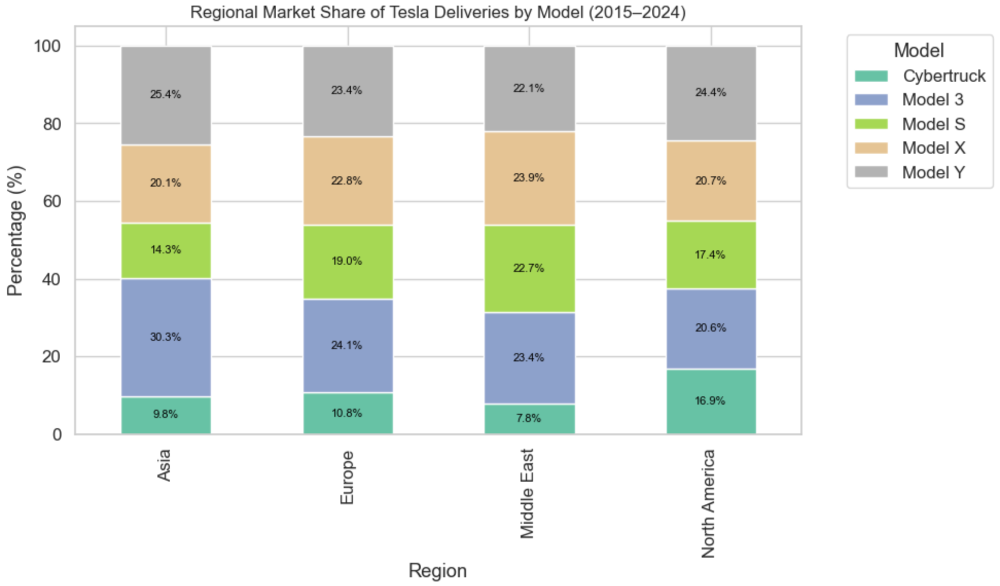 Regional Market Share of Tesla Deliveries by Model (2015–2024)
Percentage (%)
100
80
60
40
20
0
25.4%
20.1%
14.3%
30.3%
9.8%
23.4%
22.8%
19.0%
24.1%
10.8%
22.1%
23.9%
22.7%
23.4%
7.8%
24.4%
20.7%
17.4%
20.6%
16.9%
Asia
Europe
Middle East
North America
Region
Model
Cybertruck
Model 3
Model S
Model X
Model Y